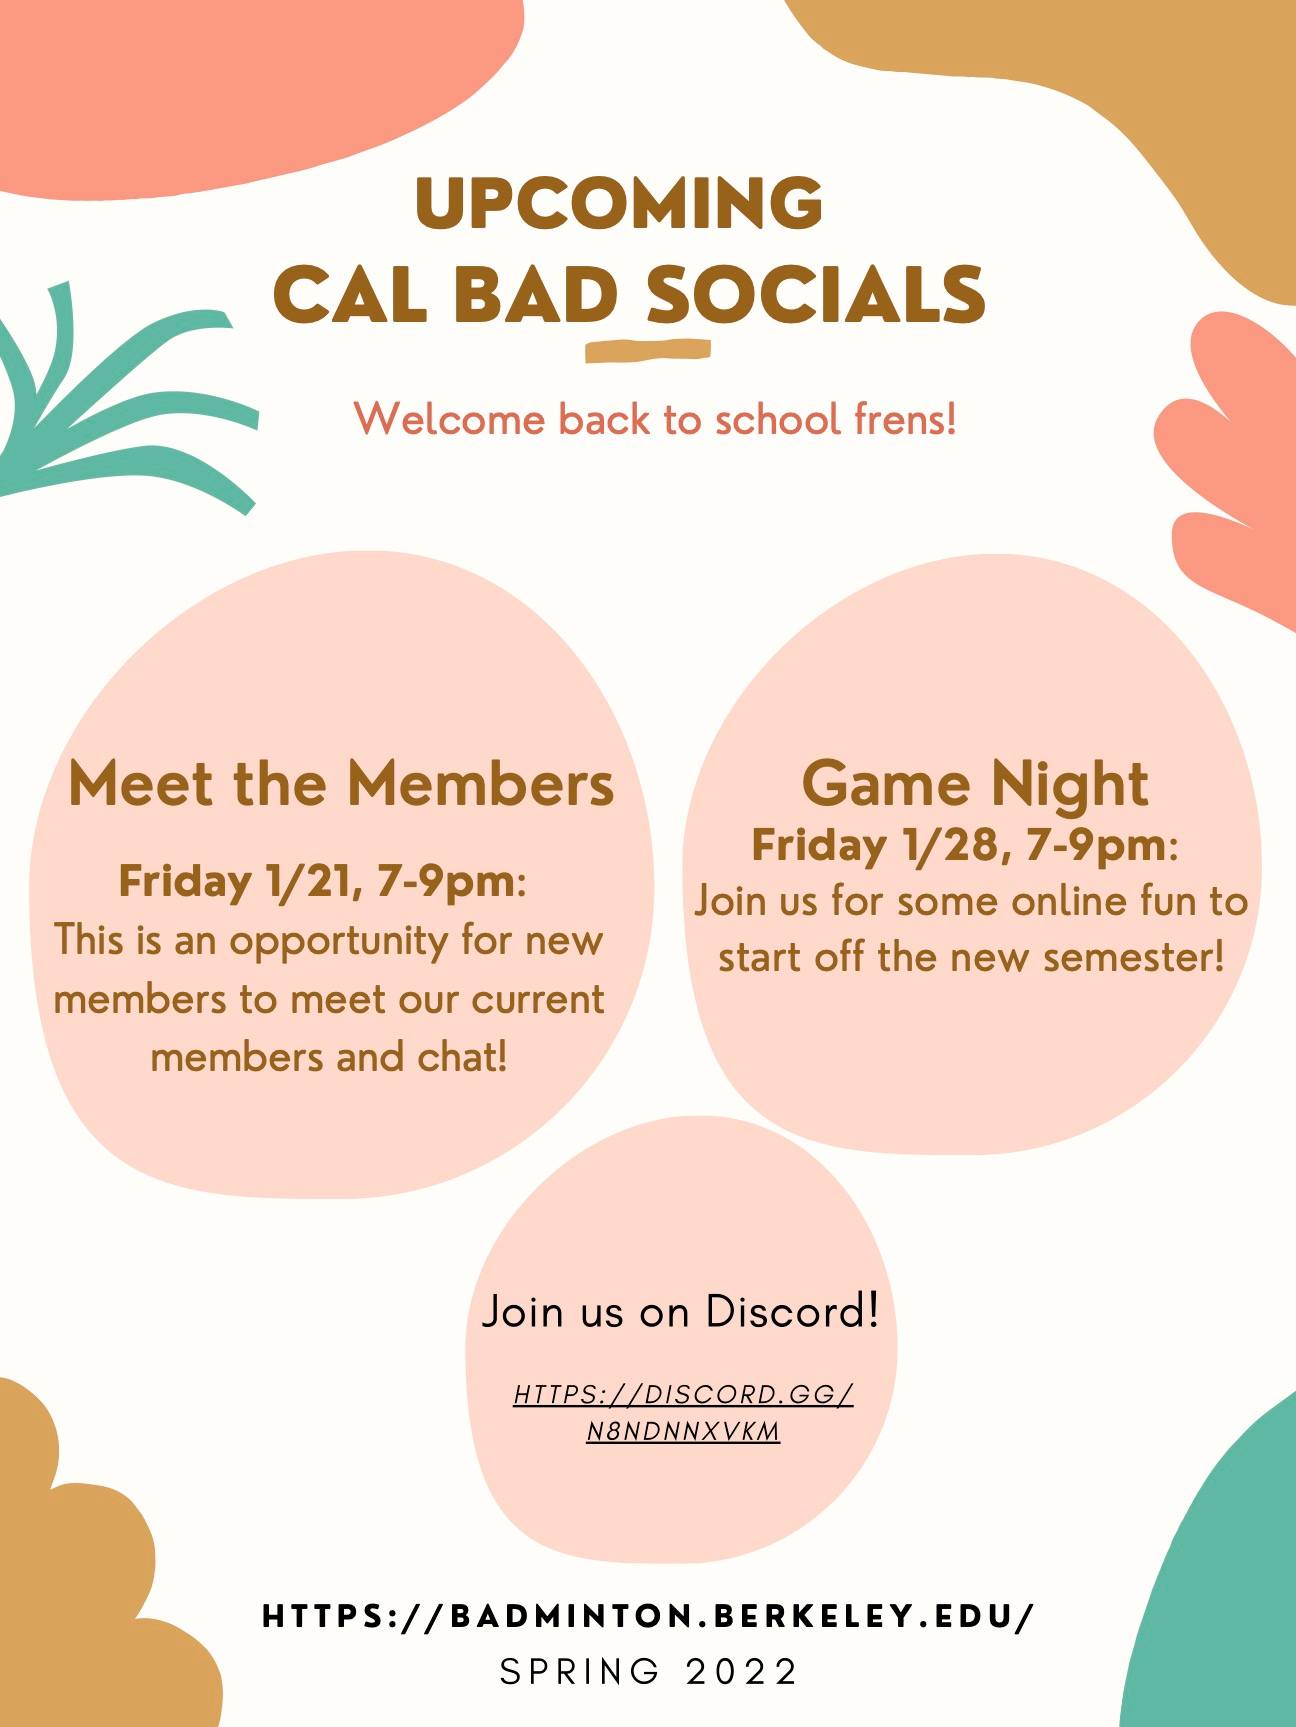 UPCOMING
CAL BAD SOCIALS
Welcome back to school frens!
Meet the Members
Friday 1/21, 7-9pm:
This is an opportunity for new
members to meet our current
members and chat!
Game Night
Friday 1/28, 7-9pm:
Join us for some online fun to
start off the new semester!
Join us on Discord!
HTTPS://DISCORD.GG/
N8NDNNXVKM
HTTPS://BADMINTON.BERKELEY.EDU/
SPRING 2022